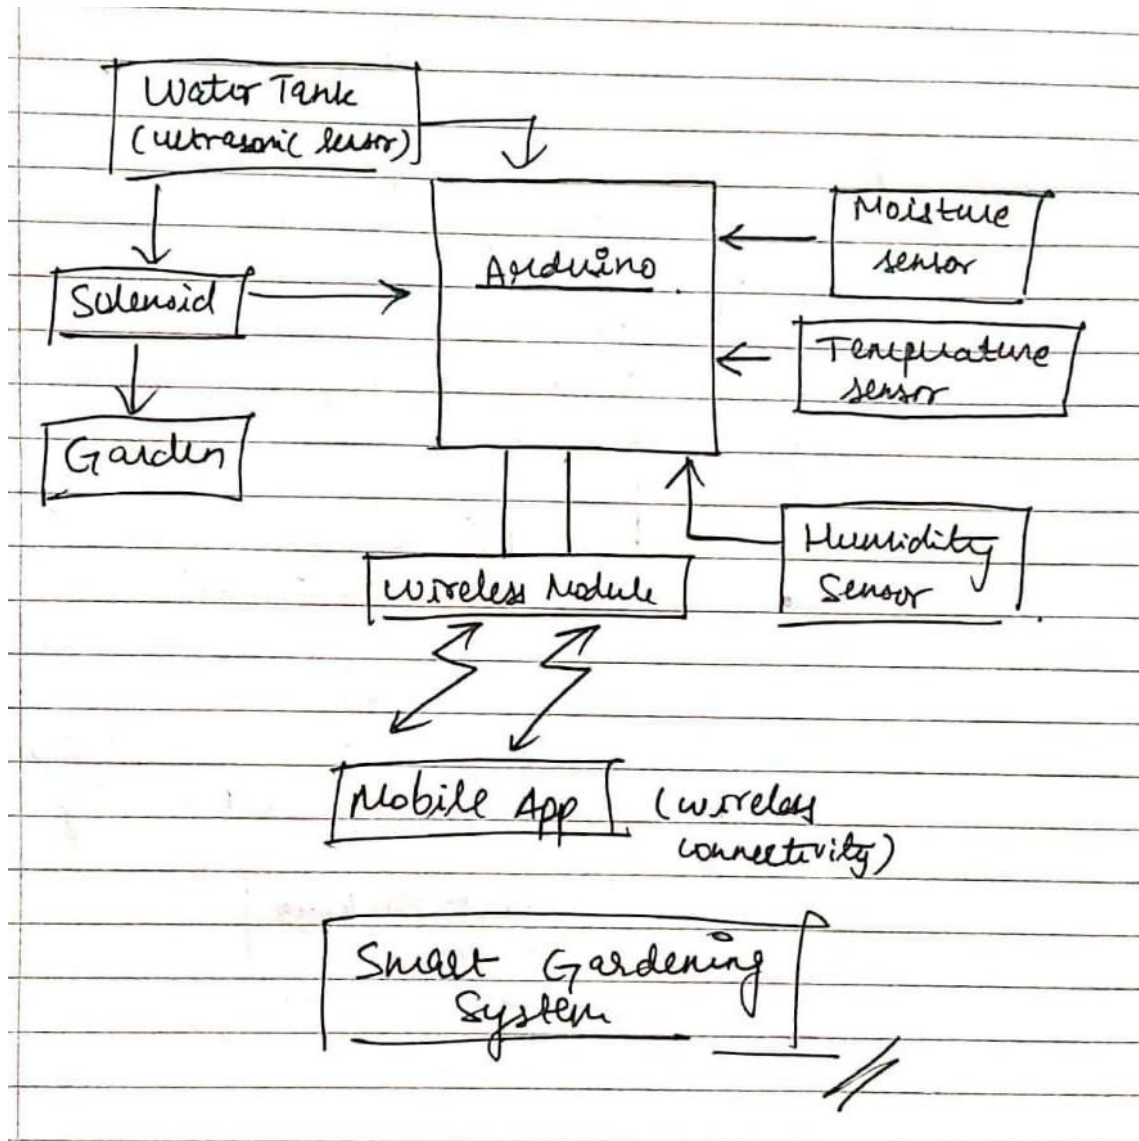 Water Tank
(ultrasonic sensor)
Moisture
sensor
Arduino
Solenoid
Temperature
sensor
Garden
Humidity
Sensor
Wireless Module
Mobile App
(wireless
connectivity)
Smart Gardening
System